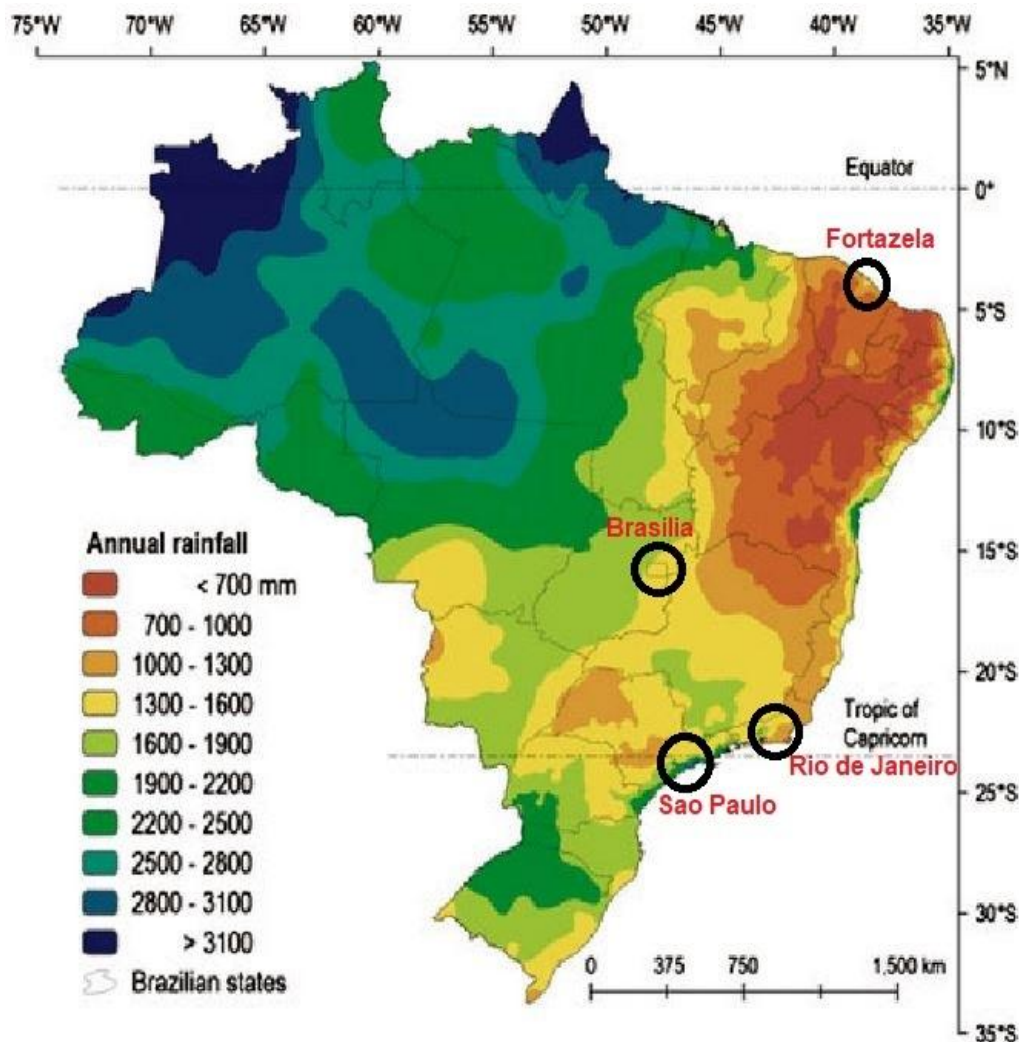 75°W 70°W 65°W 60°W 55°W 50°W 45°W 40°W 35°W
5°N
Equator
0°
Fortazela
5°S
10°S
Brasilia
15°S
Annual rainfall
< 700 mm
700 - 1000
1000 - 1300
1300 - 1600
1600 - 1900
1900 - 2200
2200 - 2500
2500 - 2800
2800 - 3100
> 3100
Brazilian states
20°S
Tropic of
Capricorn
Rio de Janeiro
Sao Paulo
25°S
30°S
0 375 750 1,500 km
35°S